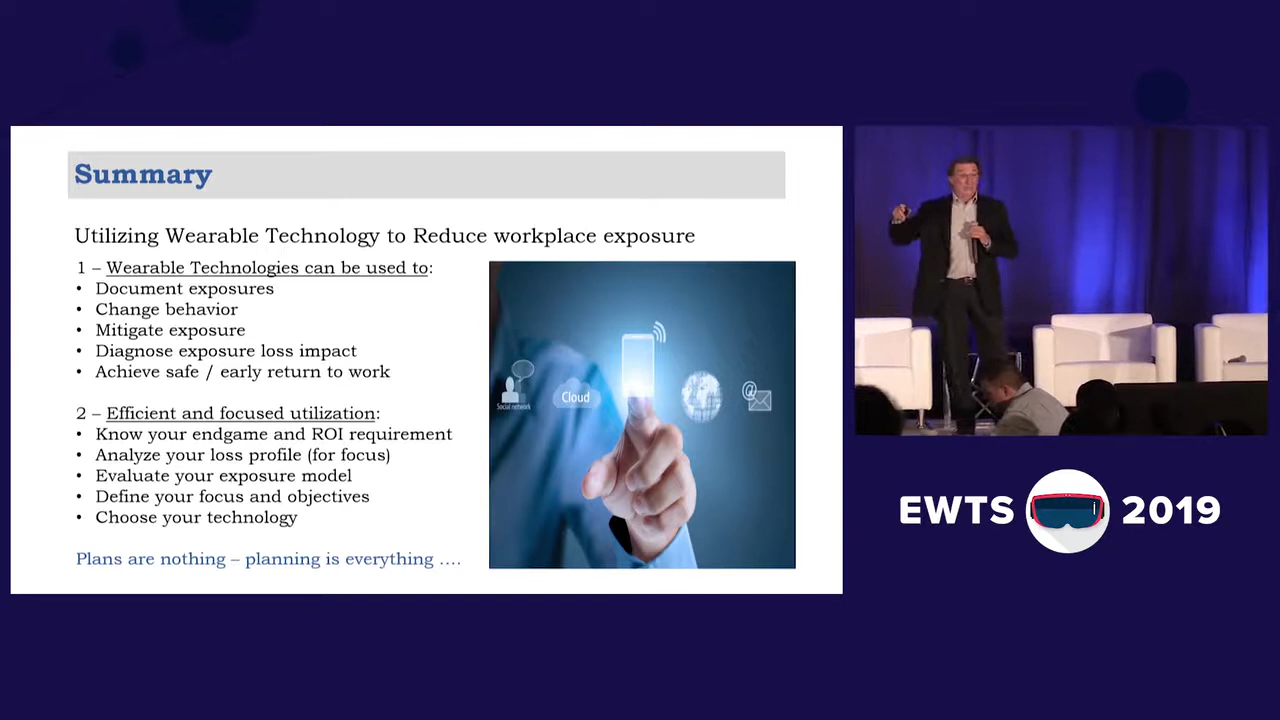 Summary
Utilizing Wearable Technology to Reduce workplace exposure
1 – Wearable Technologies can be used to:
• Document exposures
• Change behavior
• Mitigate exposure
• Diagnose exposure loss impact
• Achieve safe / early return to work
2 – Efficient and focused utilization:
• Know your endgame and ROI requirement
• Analyze your loss profile (for focus)
• Evaluate your exposure model
• Define your focus and objectives
• Choose your technology
Plans are nothing – planning is everything ....
Social network
Cloud
@
EWTS 2019